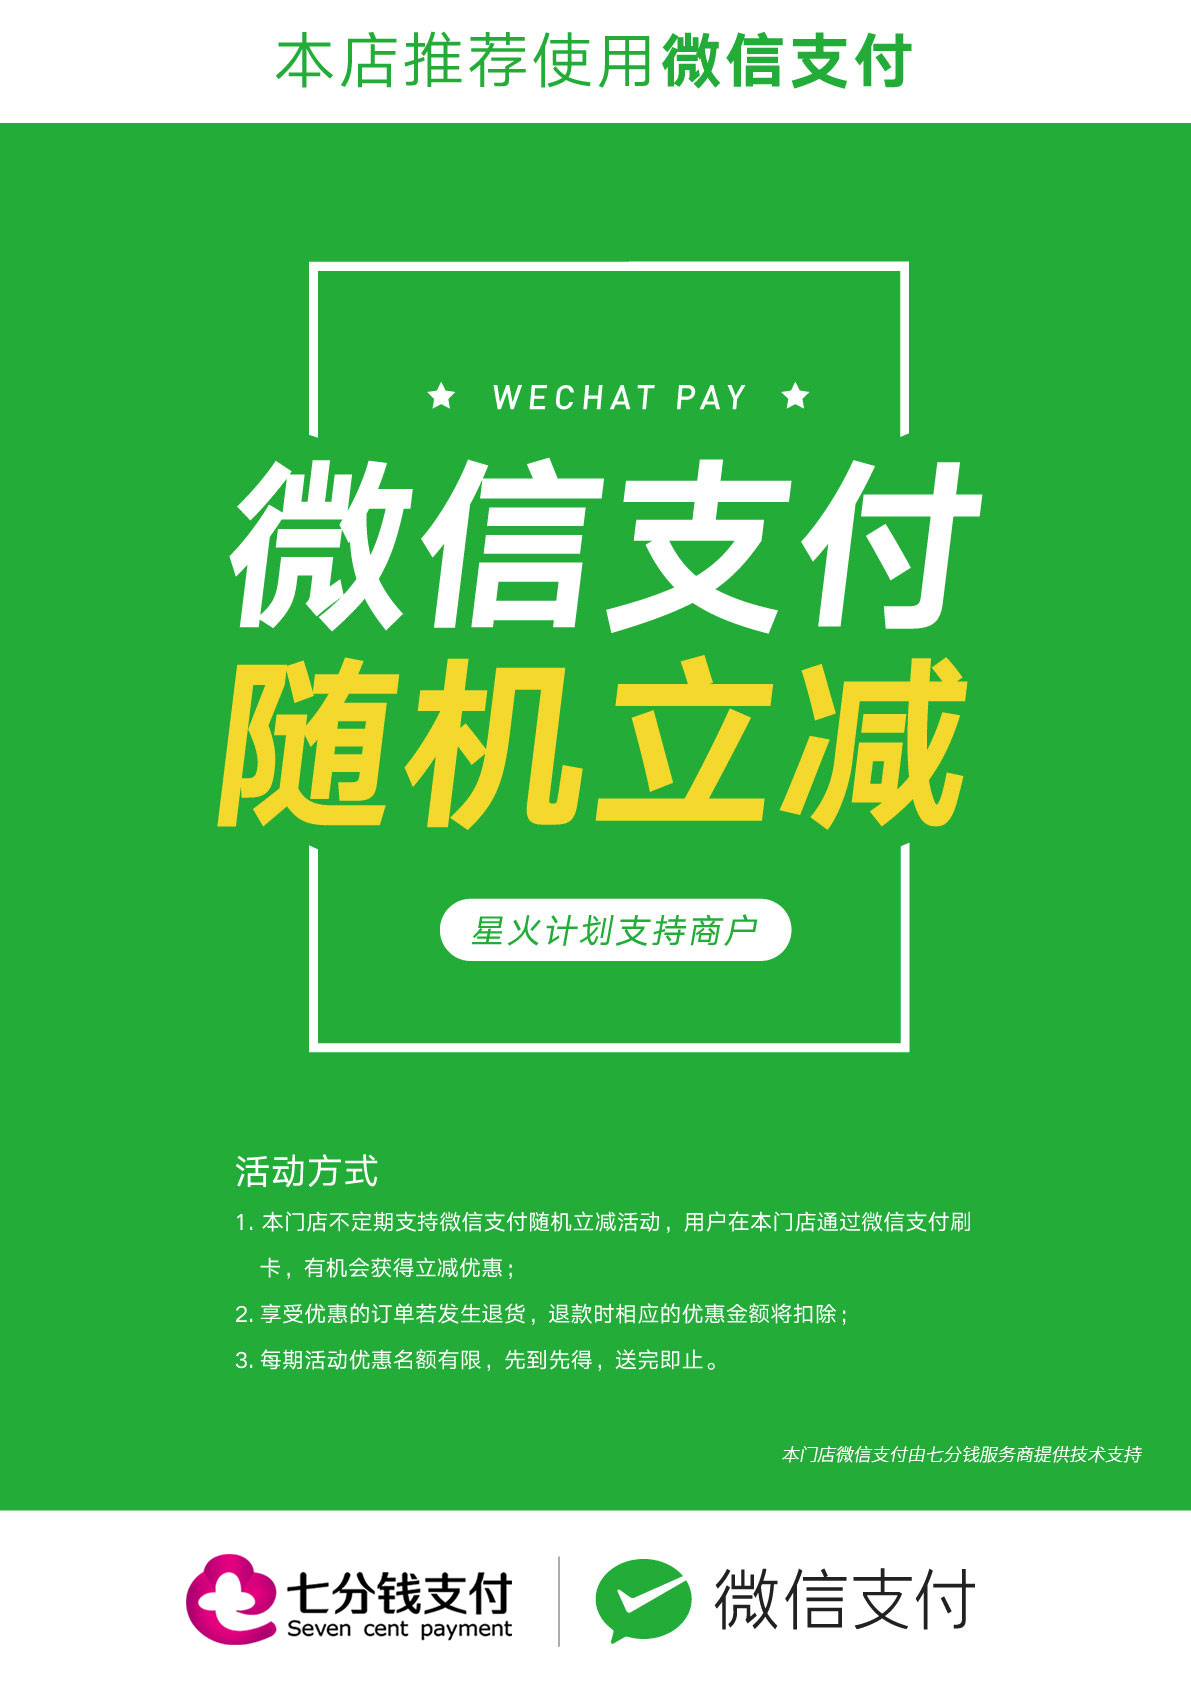 本店推荐使用微信支付
WECHAT PAY
微信支付
随机立减
星火计划支持商户
活动方式
1. 本门店不定期支持微信支付随机立减活动，用户在本门店通过微信支付刷
卡，有机会获得立减优惠；
2. 享受优惠的订单若发生退货，退款时相应的优惠金额将扣除；
3. 每期活动优惠名额有限，先到先得，送完即止。
本门店微信支付由七分钱服务商提供技术支持
七分钱支付
Seven cent payment
微信支付